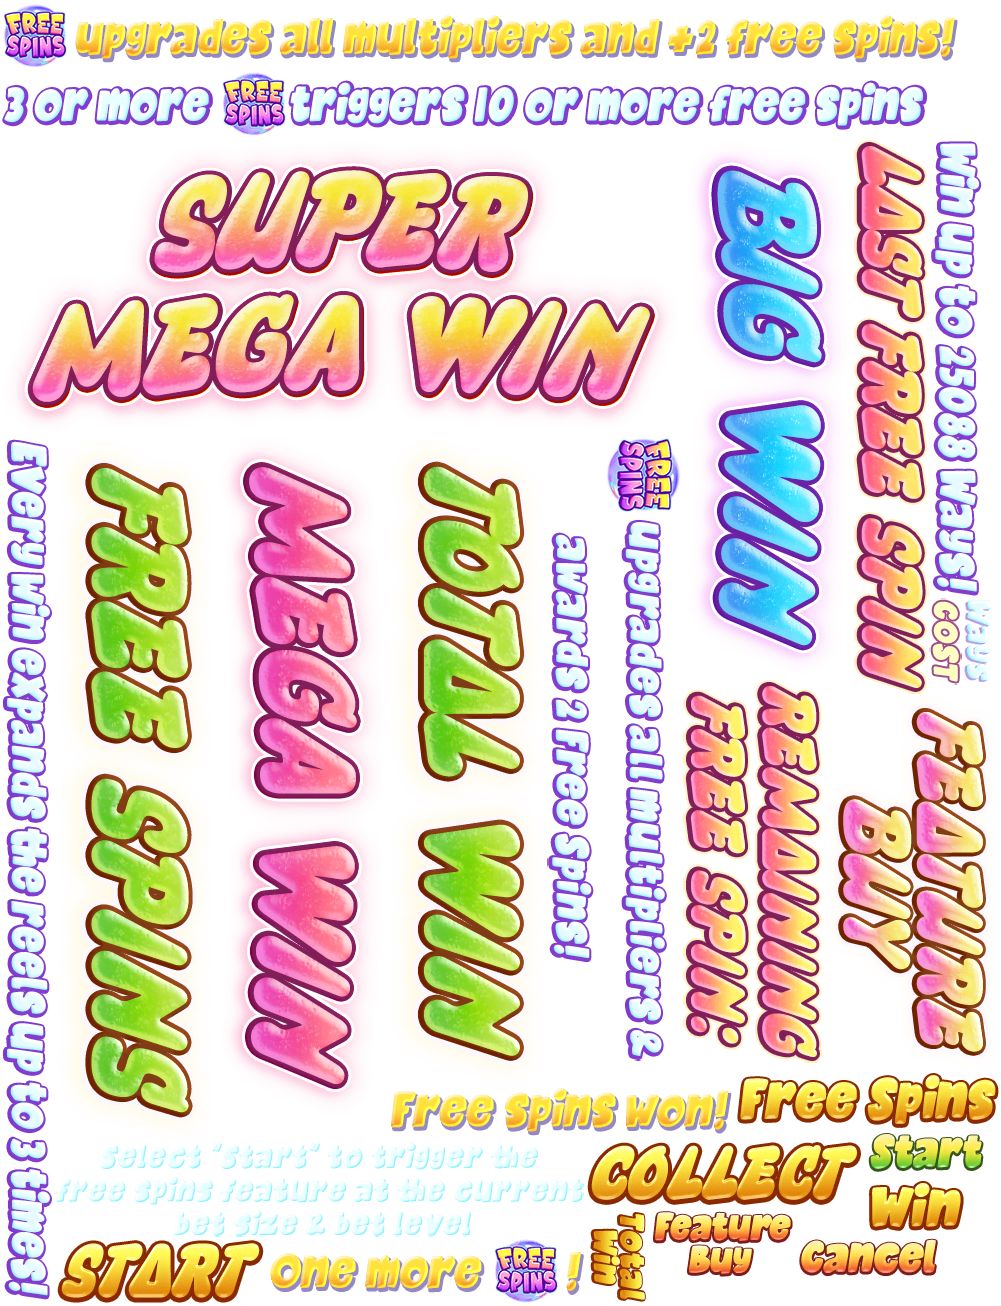 FREE SPINS upgrades all multipliers and +2 free spins!
3 or more FREE SPINS triggers 10 or more free spins
SUPER
MEGA WIN
BIG WIN
LAST FREE SPIN
Win up to 25088 ways!
Ways
COST
Every win expands the reels up to 3 times!
FREE SPINS
MEGA WIN
TOTAL WIN
FREE SPINS upgrades all multipliers &
awards 2 Free Spins!
REMAINING
FREE SPIN:
FEATURE
BUY
Free Spins won!
Free Spins
Select "Start" to trigger the
free spins feature at the current
bet size & bet level
COLLECT
Start
Win
Total
Win
Feature
Buy
Cancel
START
One more FREE SPINS !